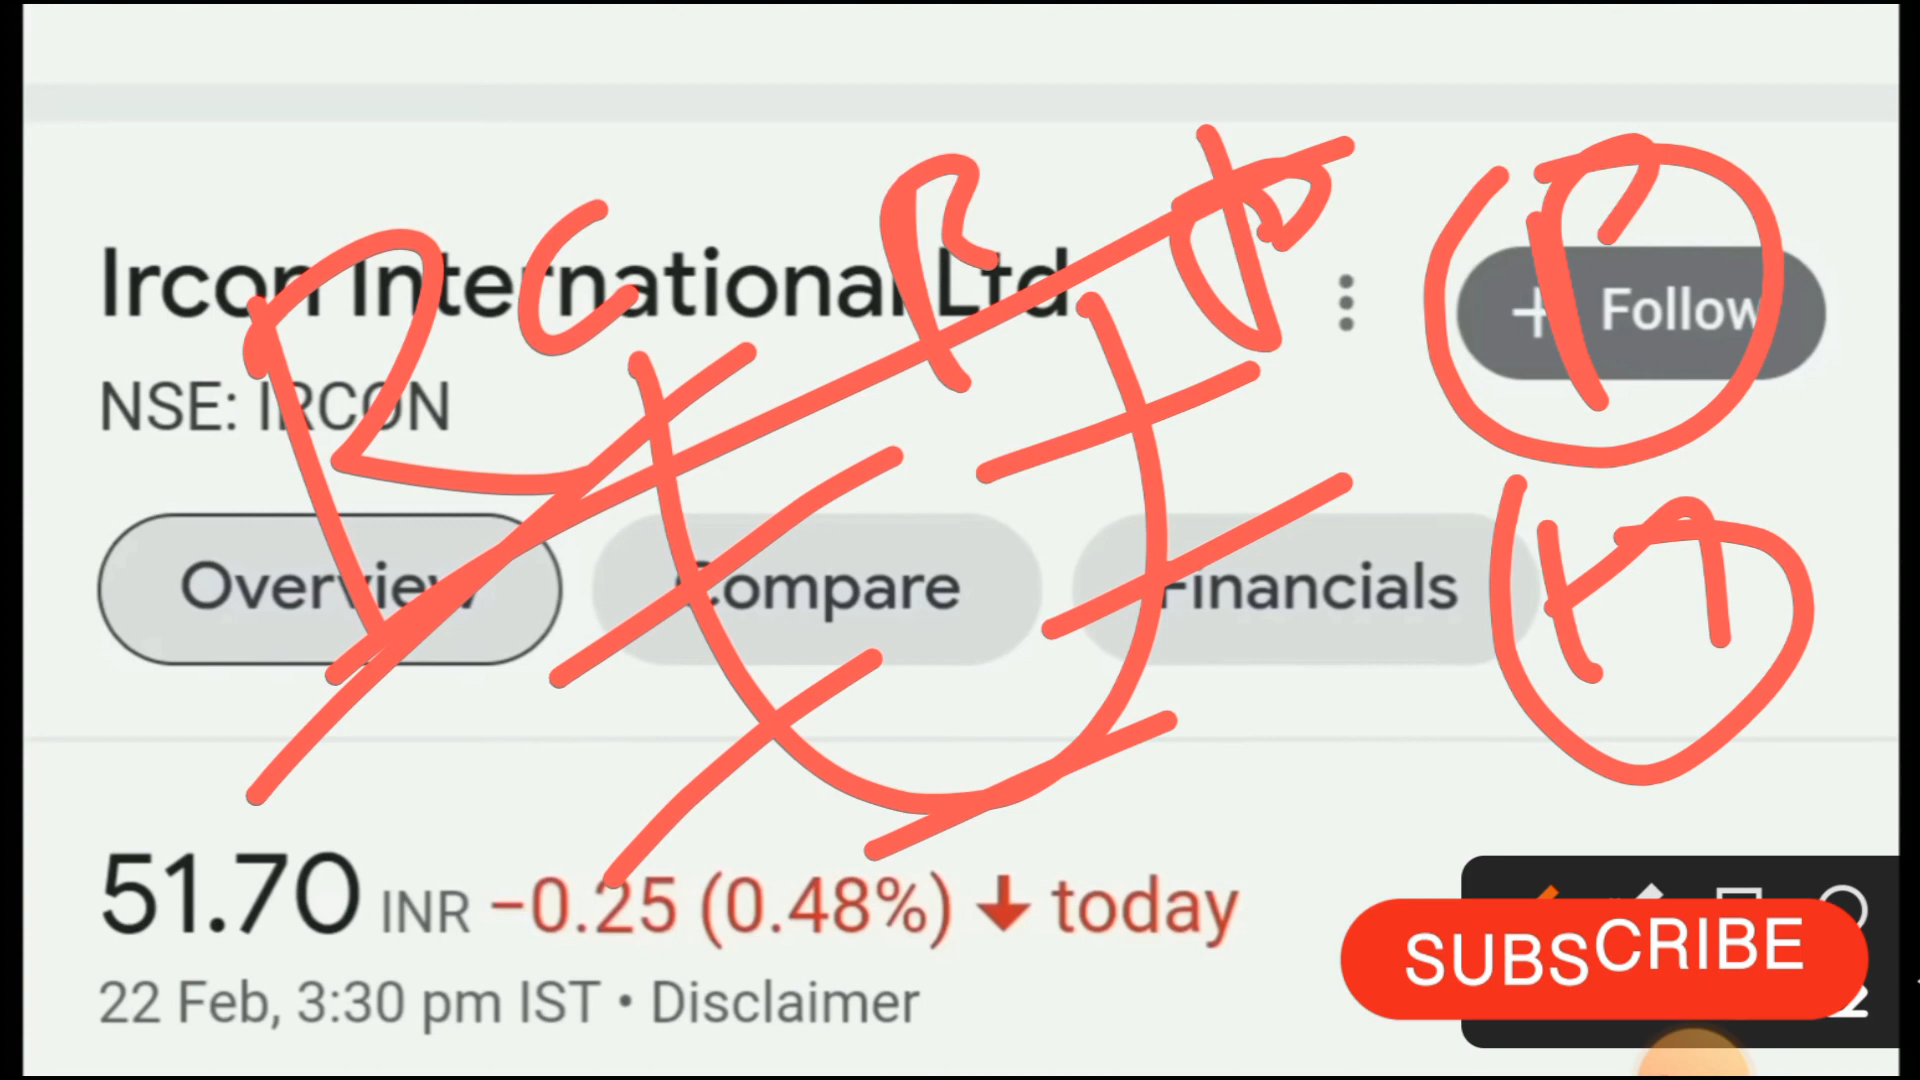 Ircon International Ltd
+ Follow
NSE: IRCON
Overview
Compare
Financials
51.70 INR −0.25 (0.48%) ↓ today
22 Feb, 3:30 pm IST • Disclaimer
SUBSCRIBE